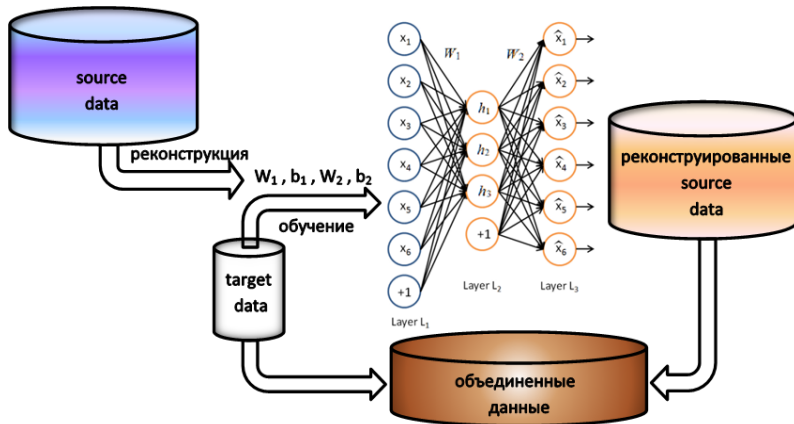 source
data
реконструкция
W₁ , b₁ , W₂ , b₂
обучение
target
data
x₁
x₂
x₃
x₄
x₅
x₆
+1
Layer L₁
W₁
h₁
h₂
h₃
+1
Layer L₂
W₂
x̂₁
x̂₂
x̂₃
x̂₄
x̂₅
x̂₆
Layer L₃
реконструированные
source
data
объединенные
данные